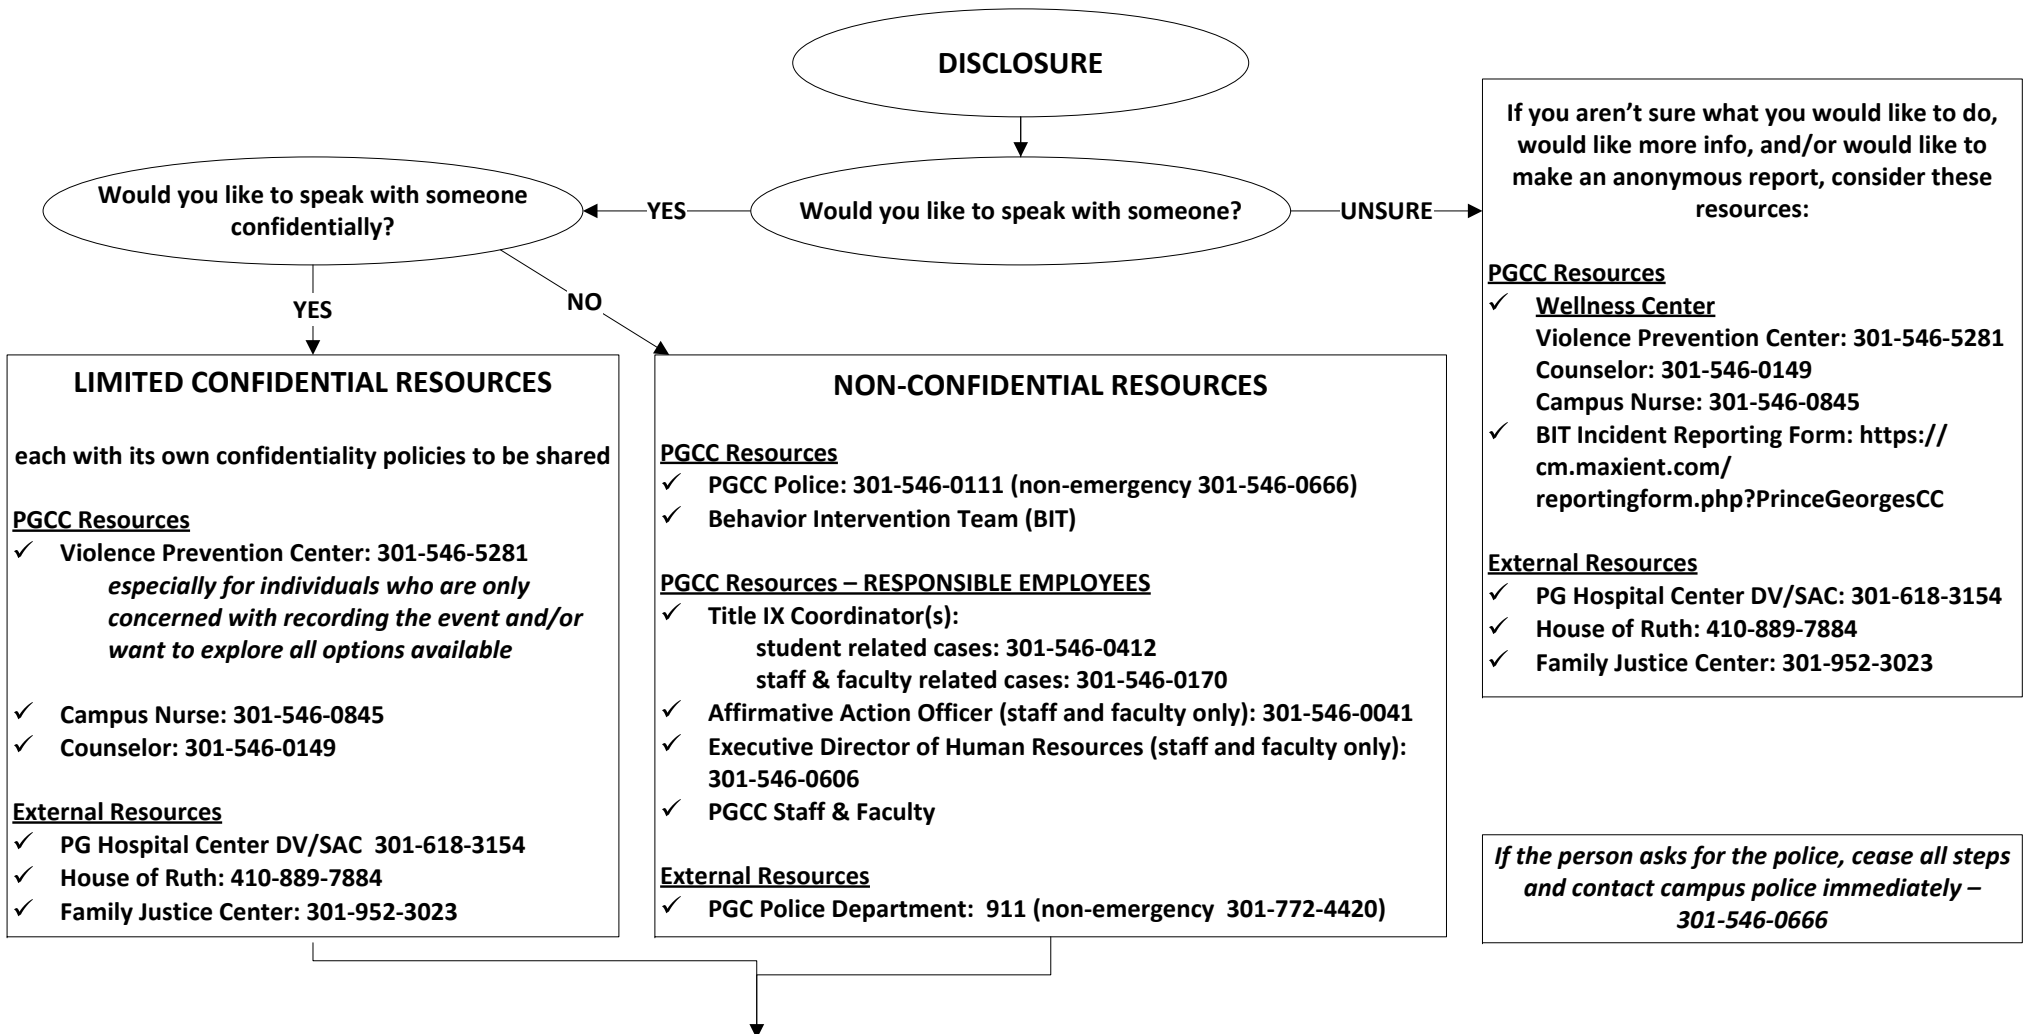 DISCLOSURE
Would you like to speak with someone?
YES
UNSURE
Would you like to speak with someone
confidentially?
YES
NO
LIMITED CONFIDENTIAL RESOURCES
each with its own confidentiality policies to be shared
PGCC Resources
✓ Violence Prevention Center: 301-546-5281
especially for individuals who are only
concerned with recording the event and/or
want to explore all options available
✓ Campus Nurse: 301-546-0845
✓ Counselor: 301-546-0149
External Resources
✓ PG Hospital Center DV/SAC 301-618-3154
✓ House of Ruth: 410-889-7884
✓ Family Justice Center: 301-952-3023
NON-CONFIDENTIAL RESOURCES
PGCC Resources
✓ PGCC Police: 301-546-0111 (non-emergency 301-546-0666)
✓ Behavior Intervention Team (BIT)
PGCC Resources – RESPONSIBLE EMPLOYEES
✓ Title IX Coordinator(s):
student related cases: 301-546-0412
staff & faculty related cases: 301-546-0170
✓ Affirmative Action Officer (staff and faculty only): 301-546-0041
✓ Executive Director of Human Resources (staff and faculty only):
301-546-0606
✓ PGCC Staff & Faculty
External Resources
✓ PGC Police Department: 911 (non-emergency 301-772-4420)
If you aren’t sure what you would like to do,
would like more info, and/or would like to
make an anonymous report, consider these
resources:
PGCC Resources
✓ Wellness Center
Violence Prevention Center: 301-546-5281
Counselor: 301-546-0149
Campus Nurse: 301-546-0845
✓ BIT Incident Reporting Form: https://
cm.maxient.com/
reportingform.php?PrinceGeorgesCC
External Resources
✓ PG Hospital Center DV/SAC: 301-618-3154
✓ House of Ruth: 410-889-7884
✓ Family Justice Center: 301-952-3023
If the person asks for the police, cease all steps
and contact campus police immediately –
301-546-0666